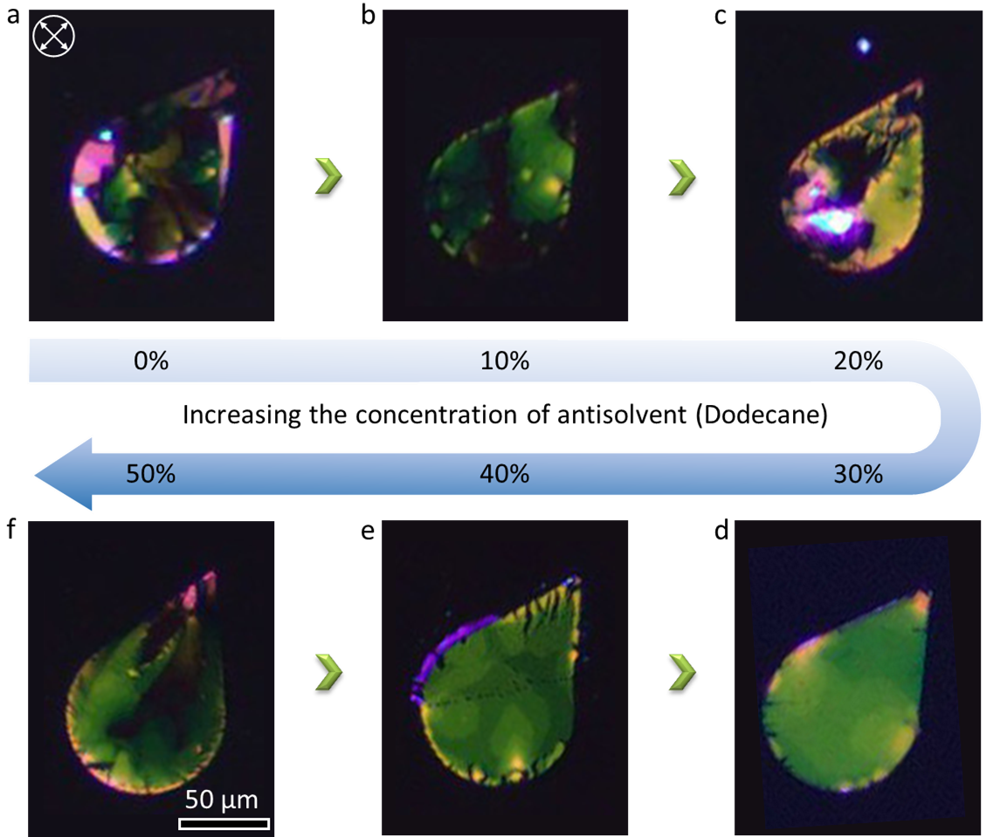 a
b
c
0%
10%
20%
Increasing the concentration of antisolvent (Dodecane)
50%
40%
30%
f
e
d
50 μm